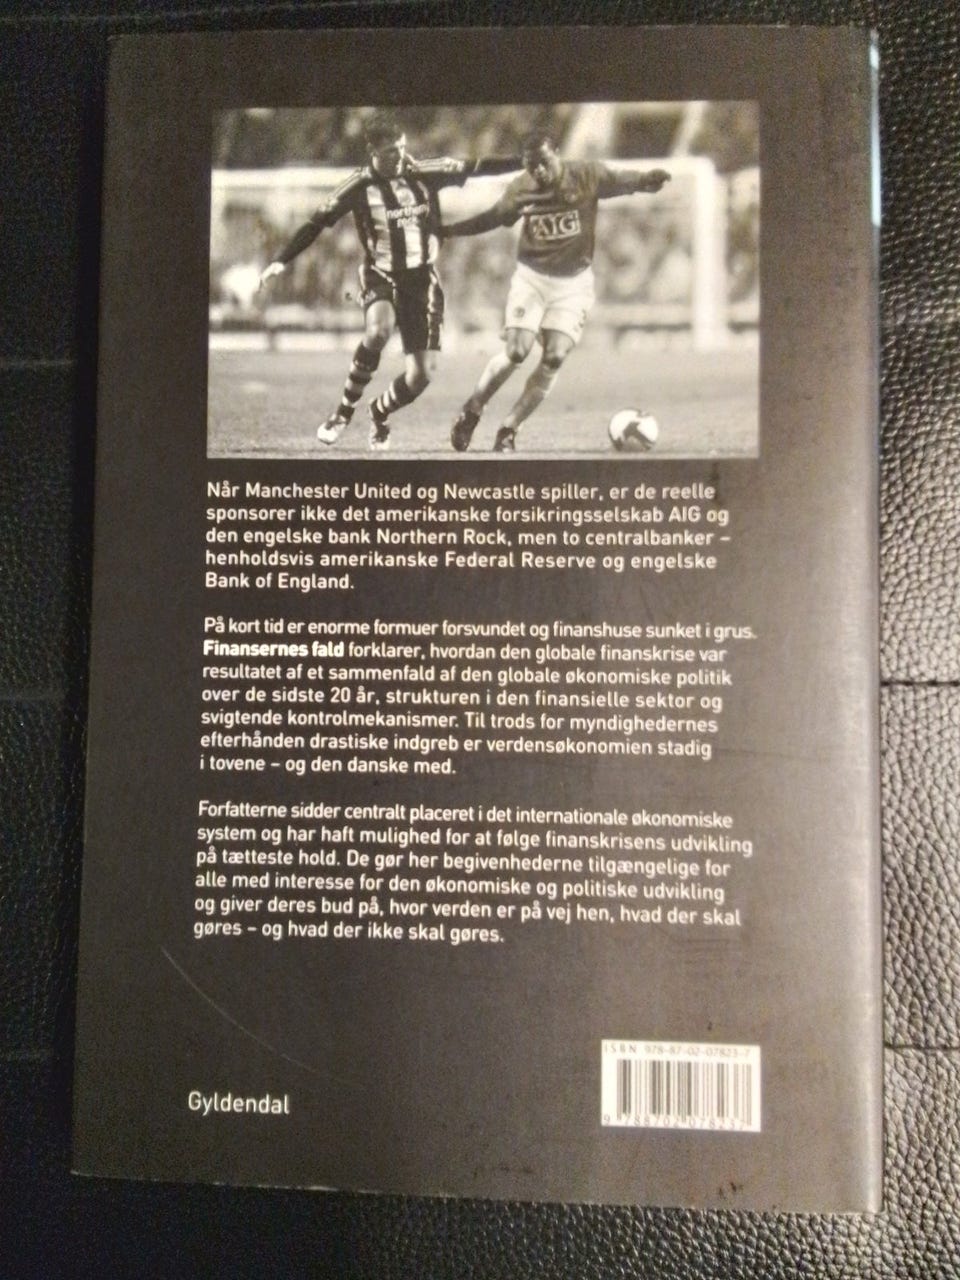 northern
rock
AIG
Når Manchester United og Newcastle spiller, er de reelle
sponsorer ikke det amerikanske forsikringsselskab AIG og
den engelske bank Northern Rock, men to centralbanker –
henholdsvis amerikanske Federal Reserve og engelske
Bank of England.
På kort tid er enorme formuer forsvundet og finanshuse sunket i grus.
Finansernes fald forklarer, hvordan den globale finanskrise var
resultatet af et sammenfald af den globale økonomiske politik
over de sidste 20 år, strukturen i den finansielle sektor og
svigtende kontrolmekanismer. Til trods for myndighedernes
efterhånden drastiske indgreb er verdensøkonomien stadig
i tovene – og den danske med.
Forfatterne sidder centralt placeret i det internationale økonomiske
system og har haft mulighed for at følge finanskrisens udvikling
på tætteste hold. De gør her begivenhederne tilgængelige for
alle med interesse for den økonomiske og politiske udvikling
og giver deres bud på, hvor verden er på vej hen, hvad der skal
gøres – og hvad der ikke skal gøres.
ISBN 978-87-02-07823-7
9 788702 078237
Gyldendal